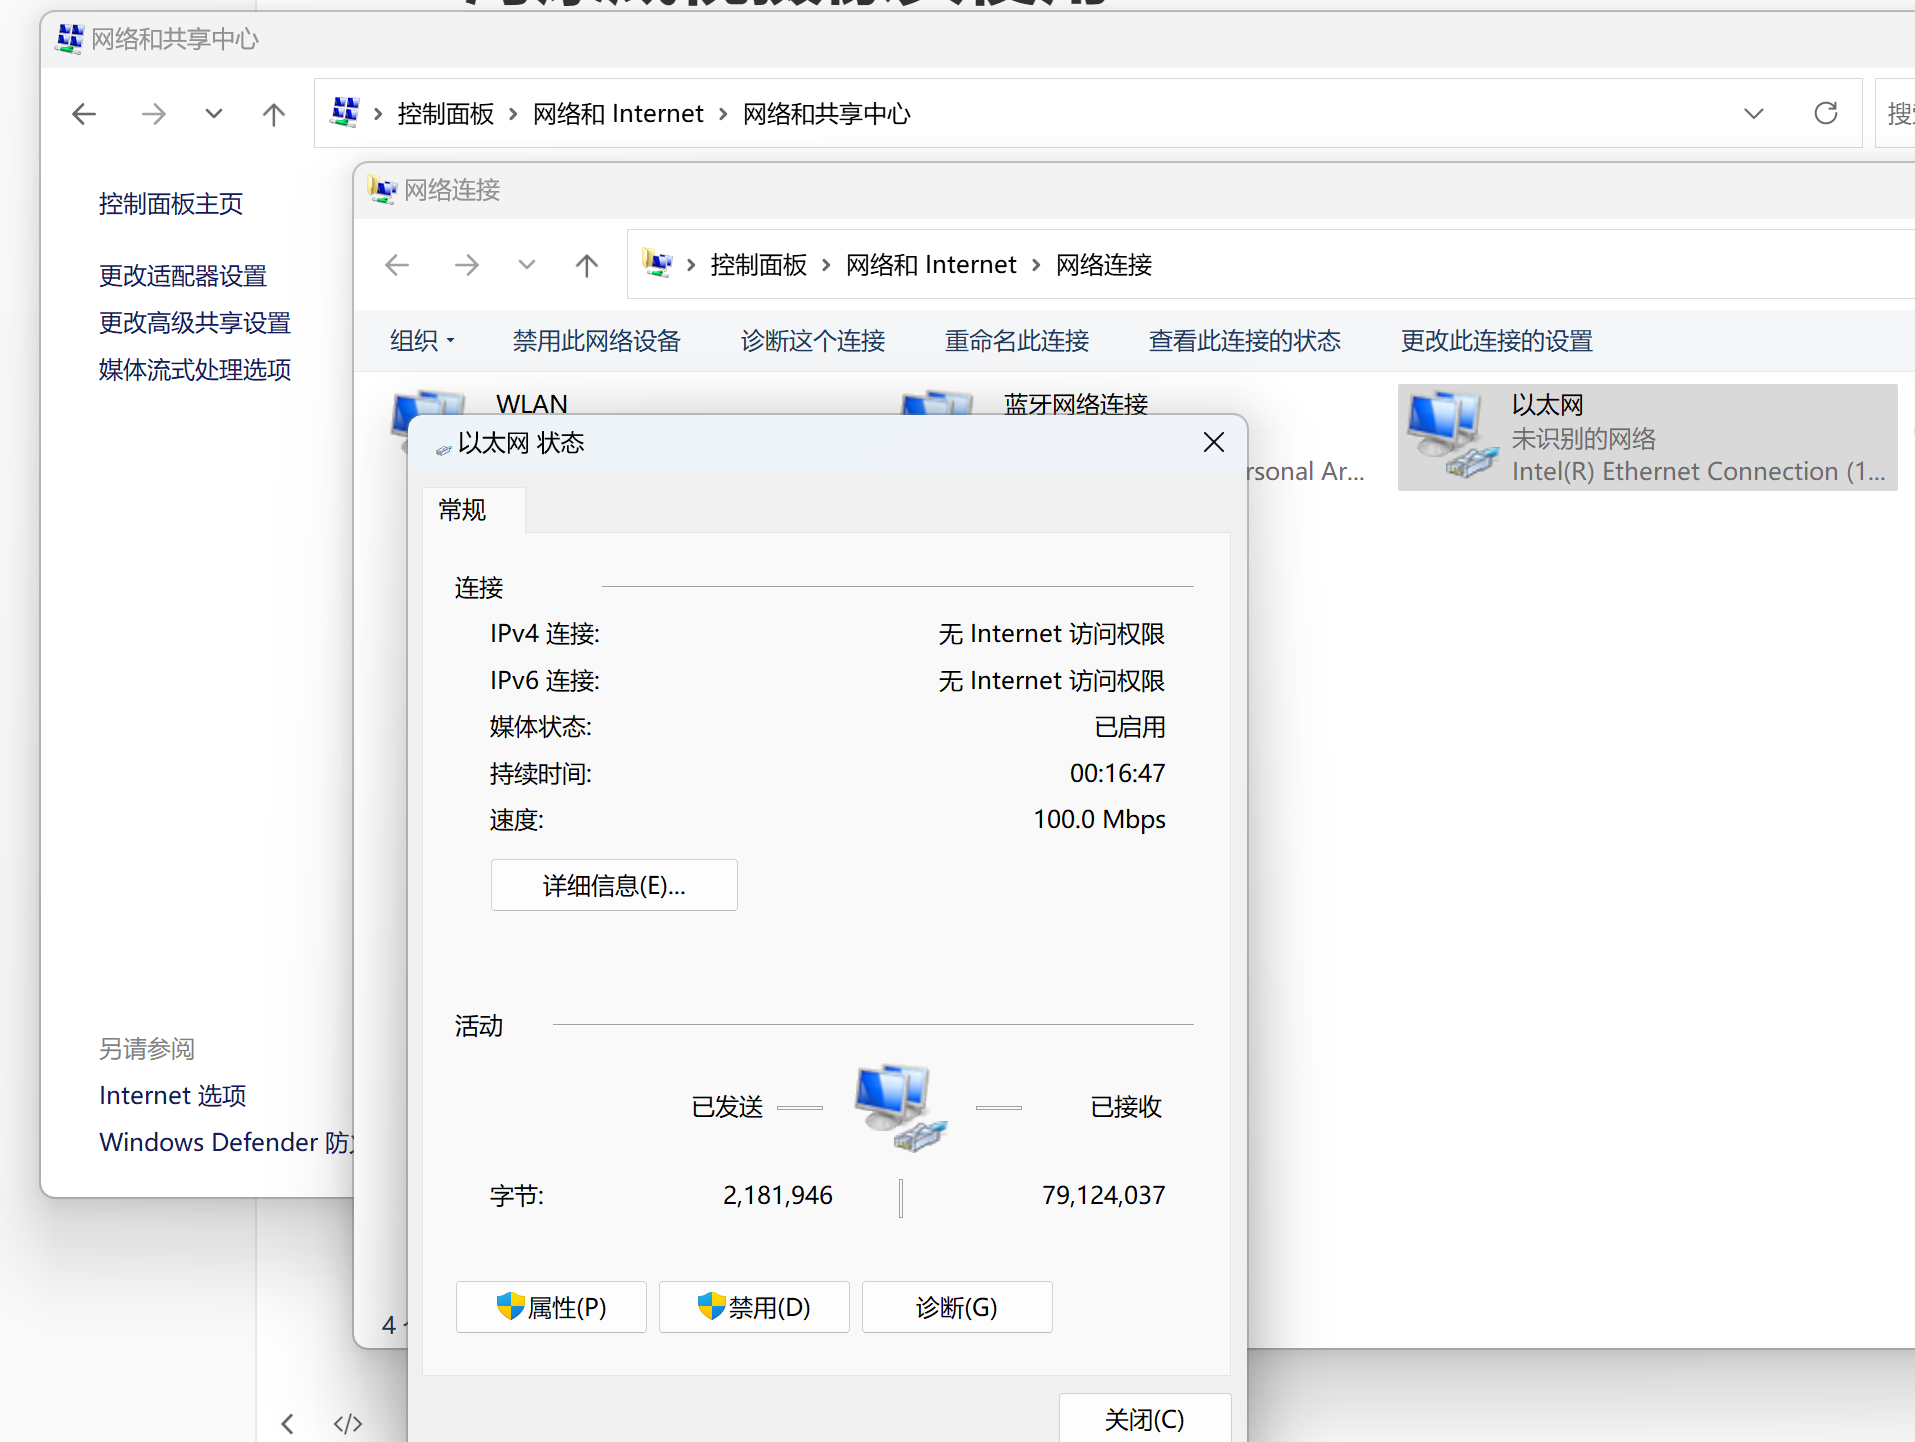 网络和共享中心
控制面板 网络和 Internet 网络和共享中心
控制面板主页
更改适配器设置
更改高级共享设置
媒体流式处理选项
另请参阅
Internet 选项
Windows Defender
网络连接
控制面板 网络和 Internet 网络连接
组织 禁用此网络设备 诊断这个连接 重命名此连接 查看此连接的状态 更改此连接的设置
WLAN
蓝牙网络连接
rsonal Ar...
以太网
未识别的网络
Intel(R) Ethernet Connection (1...
4
以太网 状态
常规
连接
IPv4 连接: 无 Internet 访问权限
IPv6 连接: 无 Internet 访问权限
媒体状态: 已启用
持续时间: 00:16:47
速度: 100.0 Mbps
详细信息(E)...
活动
已发送 已接收
字节: 2,181,946 79,124,037
属性(P) 禁用(D) 诊断(G)
关闭(C)